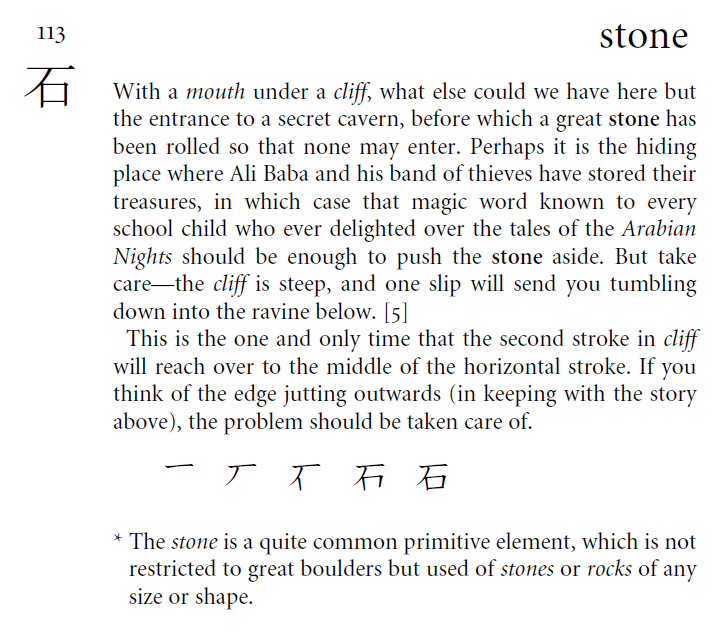 113
stone
石
With a mouth under a cliff, what else could we have here but
the entrance to a secret cavern, before which a great stone has
been rolled so that none may enter. Perhaps it is the hiding
place where Ali Baba and his band of thieves have stored their
treasures, in which case that magic word known to every
school child who ever delighted over the tales of the Arabian
Nights should be enough to push the stone aside. But take
care—the cliff is steep, and one slip will send you tumbling
down into the ravine below. [5]
This is the one and only time that the second stroke in cliff
will reach over to the middle of the horizontal stroke. If you
think of the edge jutting outwards (in keeping with the story
above), the problem should be taken care of.
一 丆 不 石 石
* The stone is a quite common primitive element, which is not
restricted to great boulders but used of stones or rocks of any
size or shape.